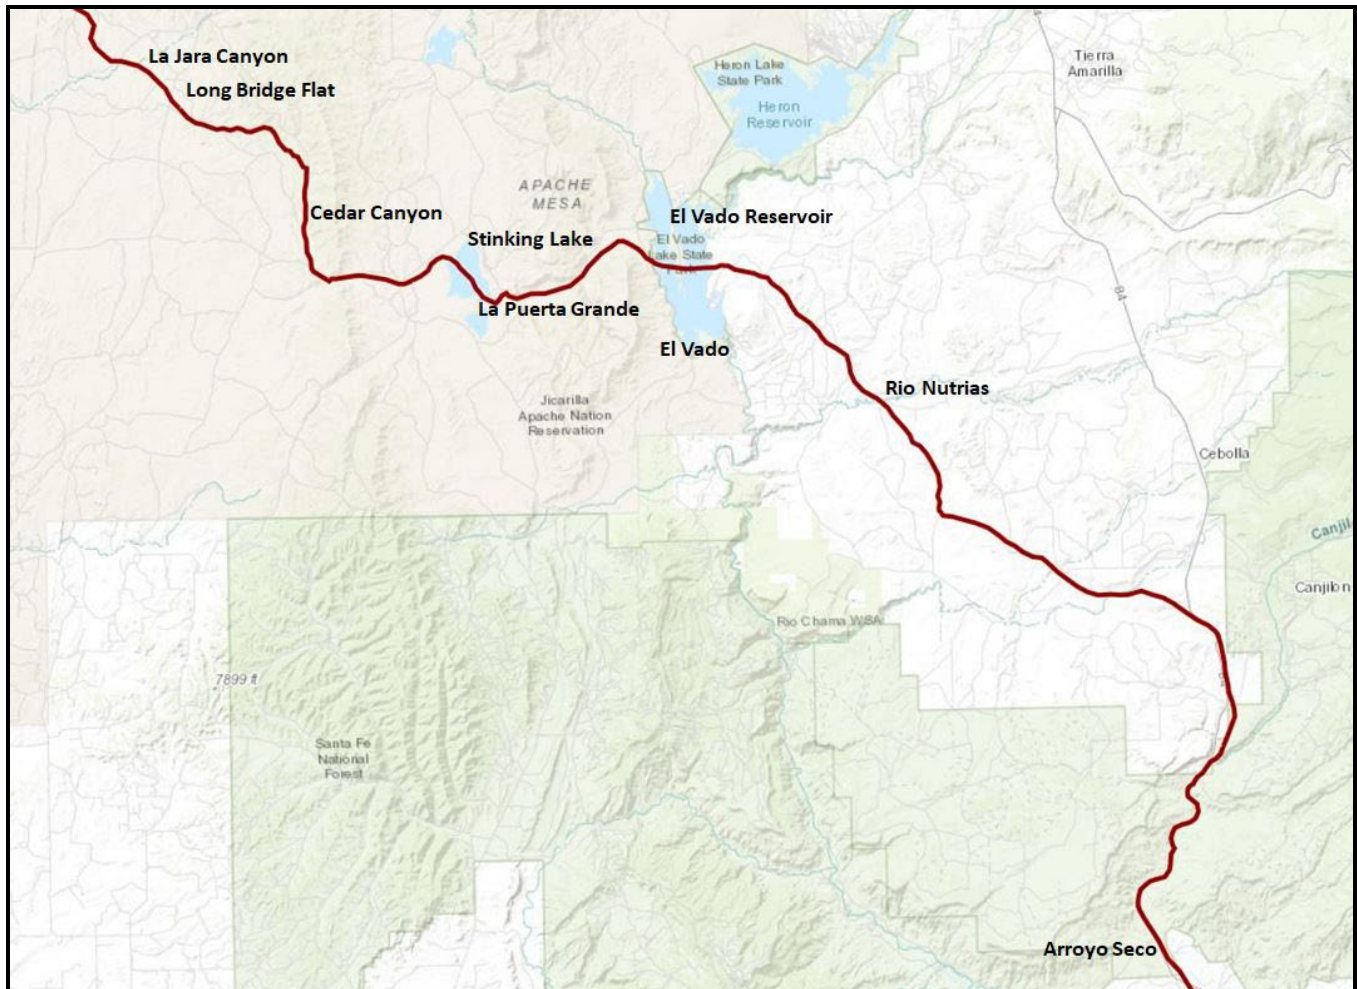 La Jara Canyon
Long Bridge Flat
Heron Lake
State Park
Heron
Reservoir
Tierra
Amarilla
APACHE
MESA
Cedar Canyon
El Vado Reservoir
Stinking Lake
El Vado
Lake State
Park
La Puerta Grande
84
El Vado
Rio Nutrias
Jicarilla
Apache Nation
Reservation
Cebolla
Canjil
Canjilon
Rio Chama WSA
7899 ft
Santa Fe
National
Forest
Arroyo Seco